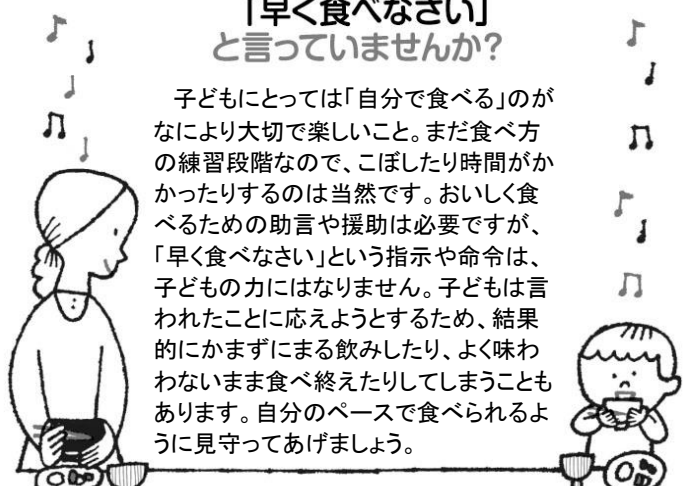 「早く食べなさい」
と言っていませんか？
子どもにとっては「自分で食べる」のが
なにより大切で楽しいこと。まだ食べ方
の練習段階なので、こぼしたり時間がか
かったりするのは当然です。おいしく食
べるための助言や援助は必要ですが、
「早く食べなさい」という指示や命令は、
子どもの力にはなりません。子どもは言
われたことに応えようとするため、結果
的にかまずにまる飲みしたり、よく味わ
わないまま食べ終えたりしてしまうことも
あります。自分のペースで食べられるよ
うに見守ってあげましょう。